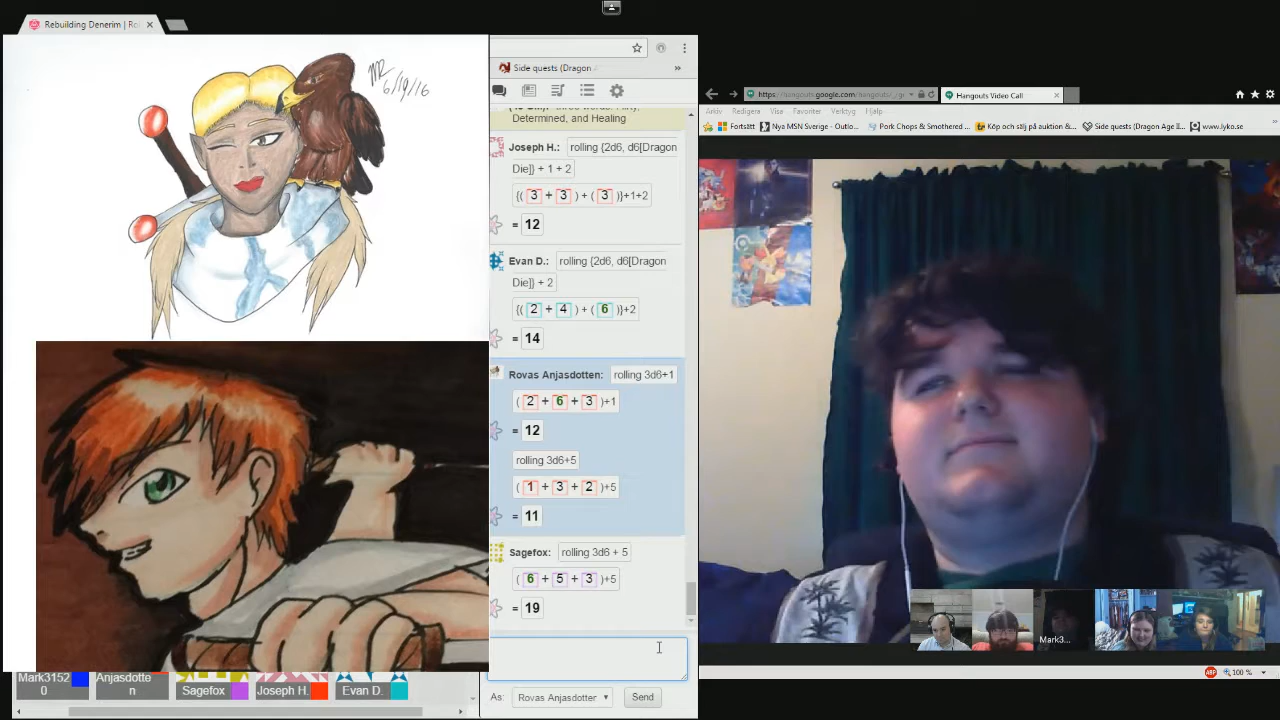 Rebuilding Denerim | Ro
MR
6/19/16
Side quests (Dragon
»
Determined, and Healing
Joseph H.: rolling {2d6, d6[Dragon
Die]} + 1 + 2
{( 3 + 3 ) + ( 3 )}+1+2
= 12
Evan D.: rolling {2d6, d6[Dragon
Die]} + 2
{( 2 + 4 ) + ( 6 )}+2
= 14
Rovas Anjasdotten: rolling 3d6+1
( 2 + 6 + 3 )+1
= 12
rolling 3d6+5
( 1 + 3 + 2 )+5
= 11
Sagefox: rolling 3d6 + 5
( 6 + 5 + 3 )+5
= 19
As: Rovas Anjasdotter Send
Mark3152
0
Anjasdotte
n
Sagefox
Joseph H.
Evan D.
https://hangouts.google.com/hangouts/
Hangouts Video Call
Arkiv Redigera Visa Favoriter Verktyg Hjälp
Fortsätt Nya MSN Sverige - Outlo... Pork Chops & Smothered ... Köp och sälj på auktion &... Side quests (Dragon Age II... www.lyko.se
Mark3...
ABP 100 %